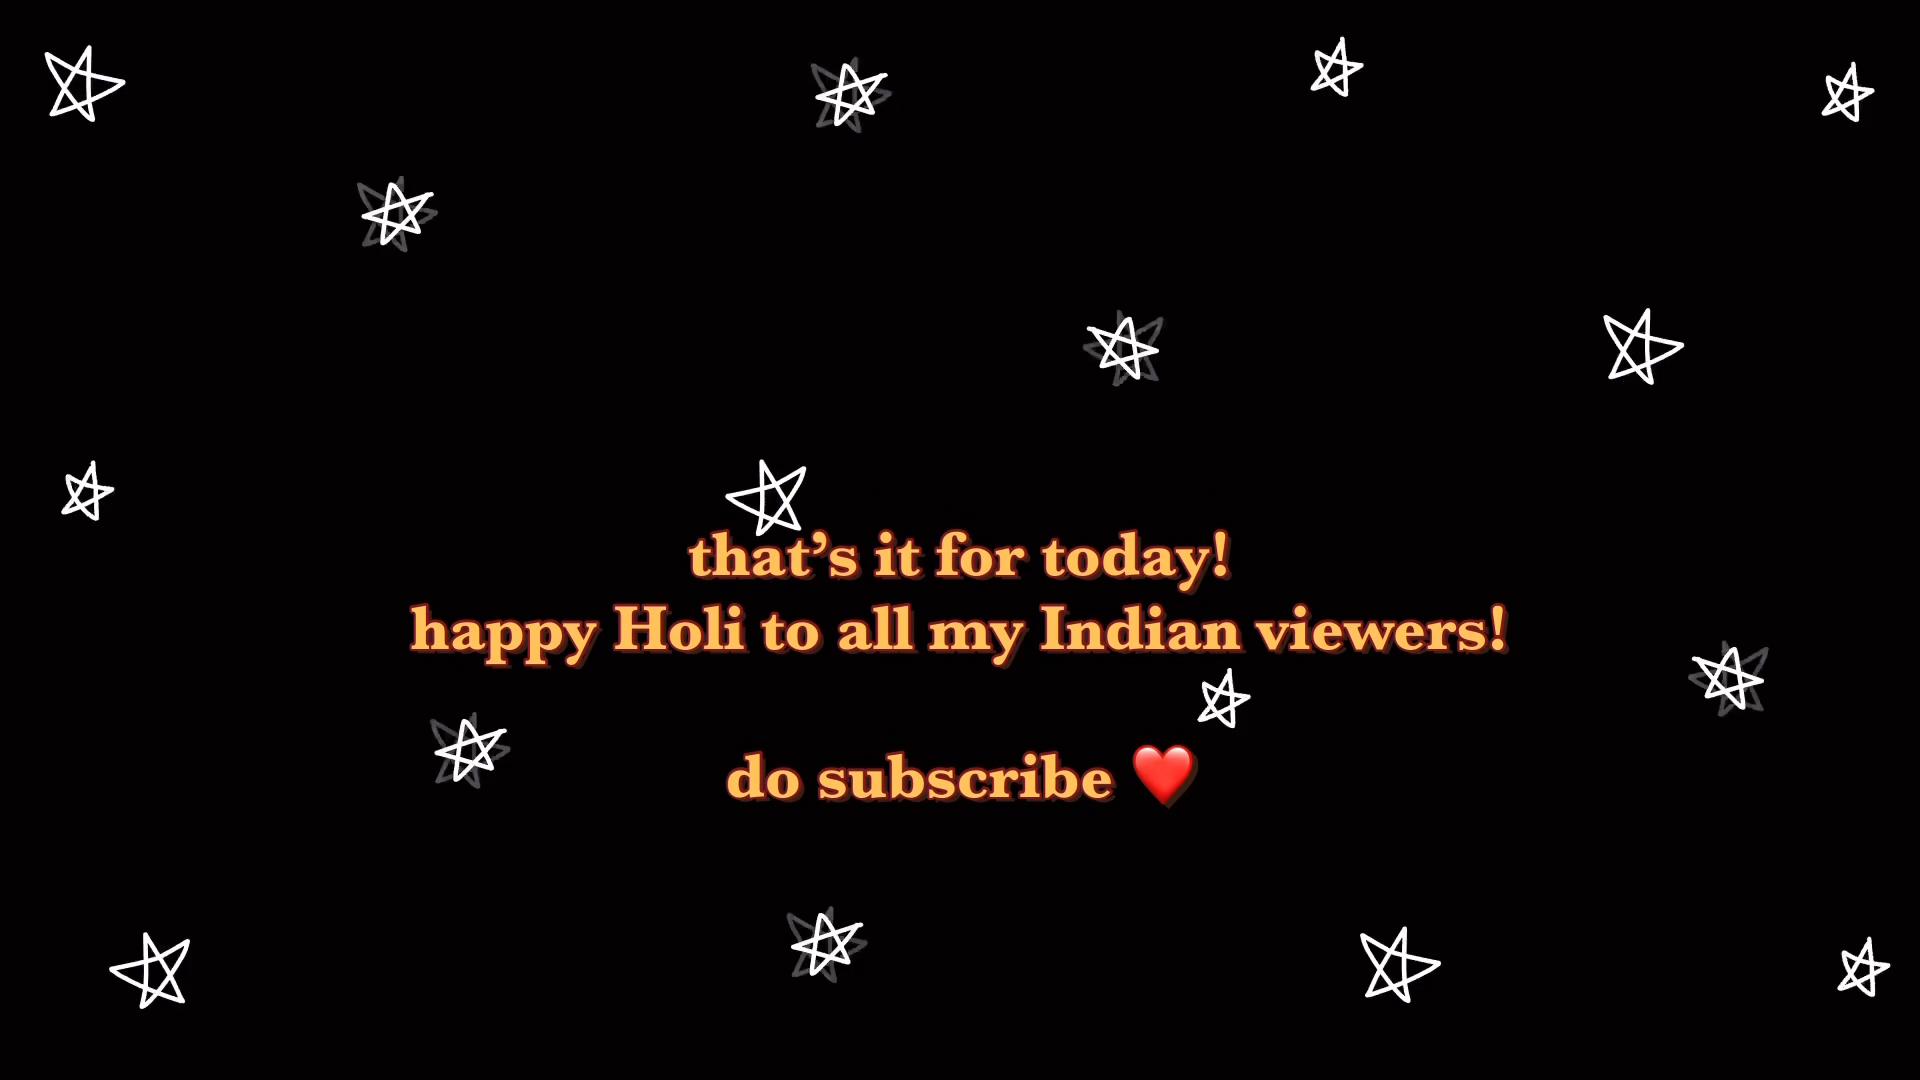 that’s it for today!
happy Holi to all my Indian viewers!
do subscribe ❤️